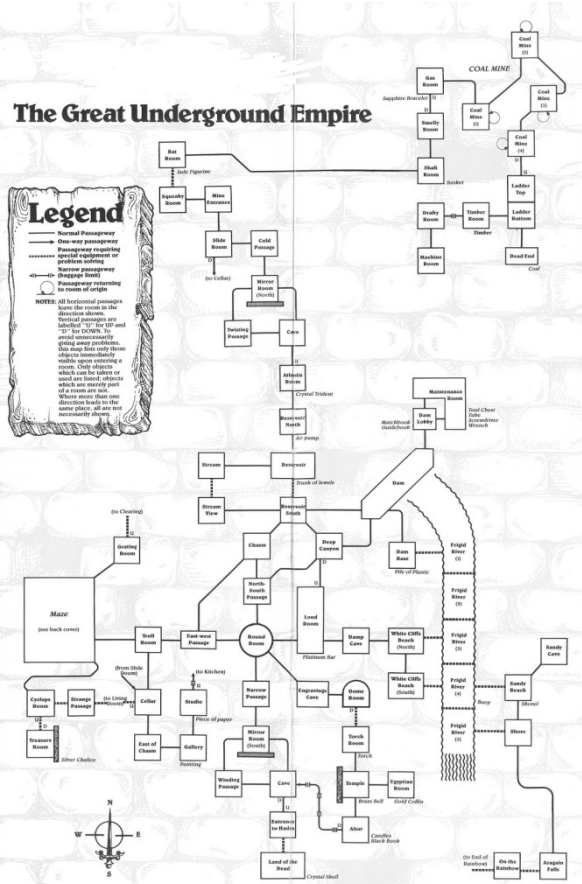 The Great Underground Empire
COAL MINE
Coal
Mine
(2)
Gas
Room
Sapphire Bracelet
U
D
Coal
Mine
(3)
Coal
Mine
(1)
Smelly
Room
Coal
Mine
(4)
D
U
Bat
Room
Jade Figurine
Shaft
Room
Basket
Ladder
Top
Squeaky
Room
Mine
Entrance
Drafty
Room
Timber
Room
Timber
Ladder
Bottom
Slide
Room
D
(to Cellar)
Cold
Passage
Machine
Room
Dead End
Coal
Legend
Normal Passageway
One-way passageway
Passageway requiring
special equipment or
problem solving
Narrow passageway
(baggage limit)
Passageway returning
to room of origin
NOTES: All horizontal passages
leave the room in the
direction shown.
Vertical passages are
labelled "U" for UP and
"D" for DOWN. To
avoid unnecessarily
giving away problems,
this map lists only those
objects immediately
visible upon entering a
room. Only objects
which can be taken or
used are listed; objects
which are merely part
of a room are not.
Where more than one
direction leads to the
same place, all are not
necessarily shown.
Mirror
Room
(North)
Twisting
Passage
Cave
U
Atlantis
Room
Crystal Trident
Reservoir
North
Air pump
Maintenance
Room
Dam
Lobby
Matchbook
Guidebook
Tool Chest
Tube
Screwdriver
Wrench
Stream
Reservoir
Trunk of Jewels
Dam
Stream
View
Reservoir
South
(to Clearing)
U
Grating
Room
Chasm
Deep
Canyon
U
D
Dam
Base
Pile of Plastic
Frigid
River
(1)
North-
South
Passage
Frigid
River
(2)
Maze
(see back cover)
Loud
Room
Platinum Bar
Troll
Room
East-west
Passage
Round
Room
Damp
Cave
White Cliffs
Beach
(North)
Frigid
River
(3)
Sandy
Cave
(from Slide
Room)
Cyclops
Room
U
D
Strange
Passage
(to Living
Room)
Cellar
(to Kitchen)
U
Studio
Piece of paper
Narrow
Passage
Engravings
Cave
Dome
Room
D
White Cliffs
Beach
(South)
Frigid
River
(4)
Buoy
Sandy
Beach
Shovel
Treasure
Room
Silver Chalice
East of
Chasm
Gallery
Painting
Mirror
Room
(South)
Torch
Room
Torch
Frigid
River
(5)
Shore
Winding
Passage
Cave
D
U
Temple
Brass Bell
Egyptian
Room
Gold Coffin
Entrance
to Hades
D
Altar
Candles
Black Book
N
W
E
S
Land of the
Dead
Crystal Skull
(to End of
Rainbow)
On the
Rainbow
Aragain
Falls